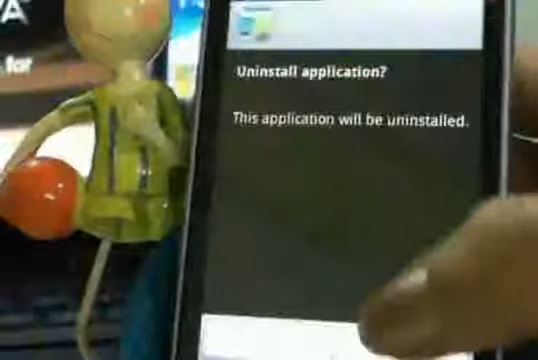 A
for
Uninstall application?
This application will be uninstalled.